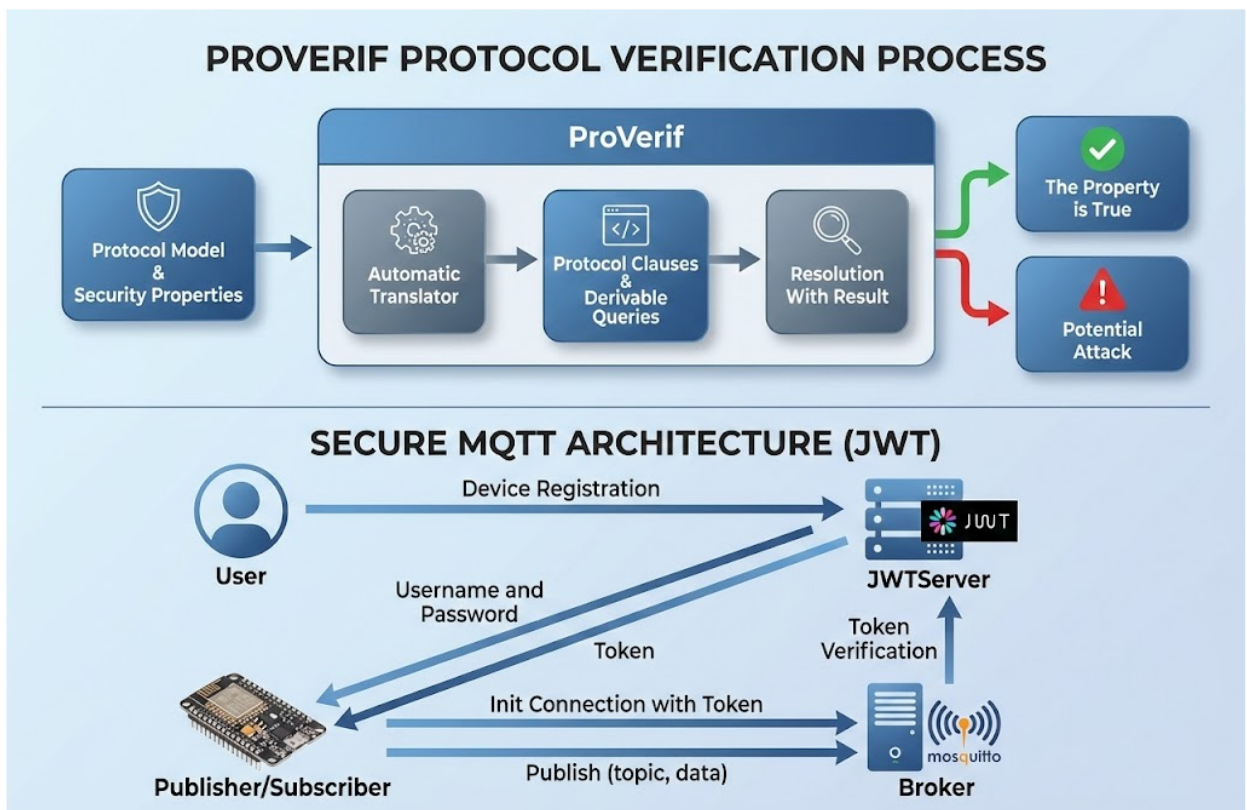 PROVERIF PROTOCOL VERIFICATION PROCESS
ProVerif
Protocol Model
&
Security Properties
Automatic
Translator
</>
Protocol Clauses
&
Derivable
Queries
Resolution
With Result
The Property
is True
Potential
Attack
SECURE MQTT ARCHITECTURE (JWT)
User
Device Registration
JWT
JWTServer
Username and
Password
Token
Token
Verification
Init Connection with Token
Publish (topic, data)
Publisher/Subscriber
mosquitto
Broker